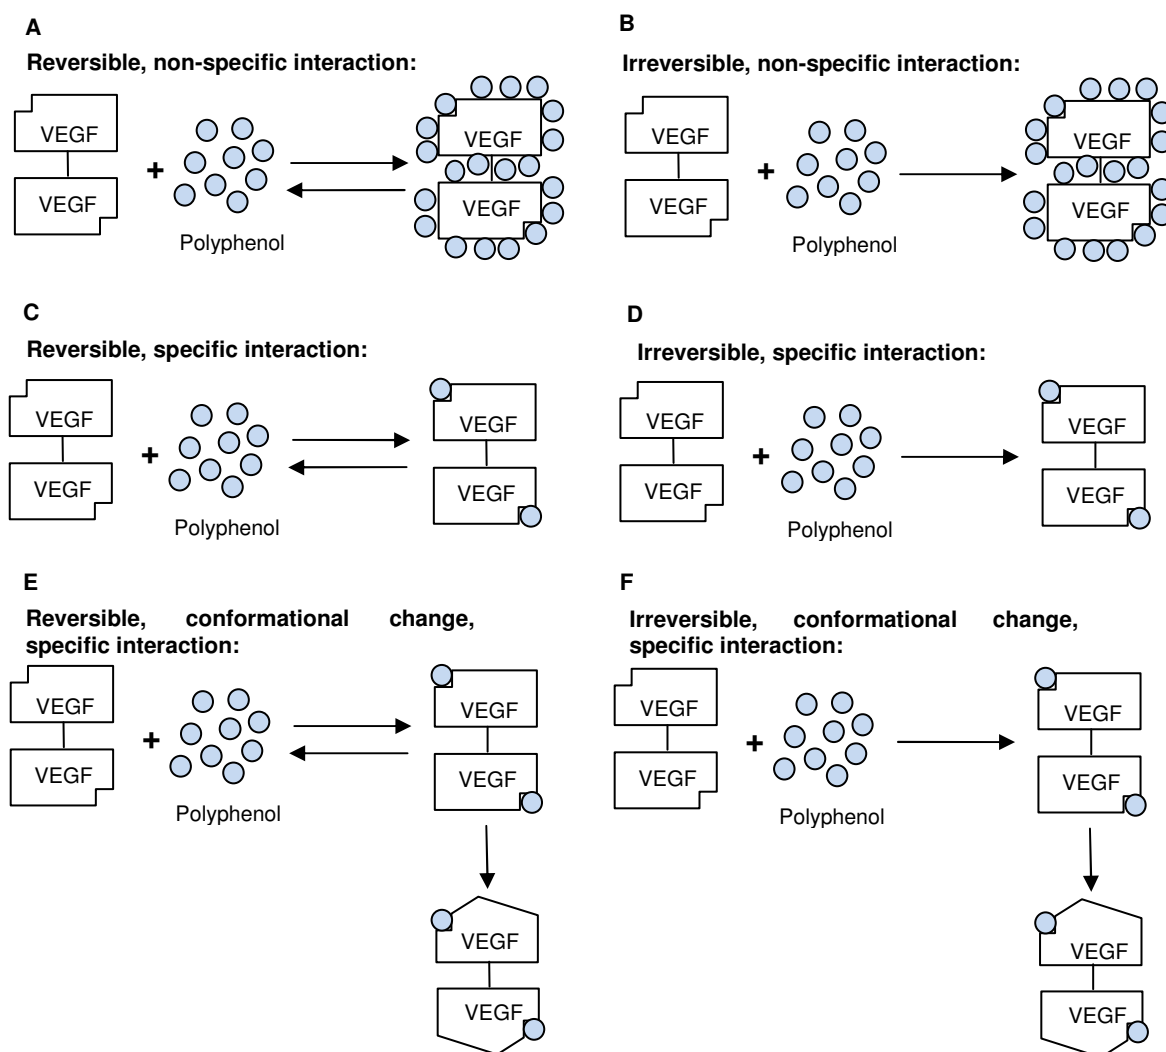 A
Reversible, non-specific interaction:
VEGF
VEGF
+
Polyphenol
VEGF
VEGF
B
Irreversible, non-specific interaction:
VEGF
VEGF
+
Polyphenol
VEGF
VEGF
C
Reversible, specific interaction:
VEGF
VEGF
+
Polyphenol
VEGF
VEGF
D
Irreversible, specific interaction:
VEGF
VEGF
+
Polyphenol
VEGF
VEGF
E
Reversible, conformational change,
specific interaction:
VEGF
VEGF
+
Polyphenol
VEGF
VEGF
VEGF
VEGF
F
Irreversible, conformational change,
specific interaction:
VEGF
VEGF
+
Polyphenol
VEGF
VEGF
VEGF
VEGF